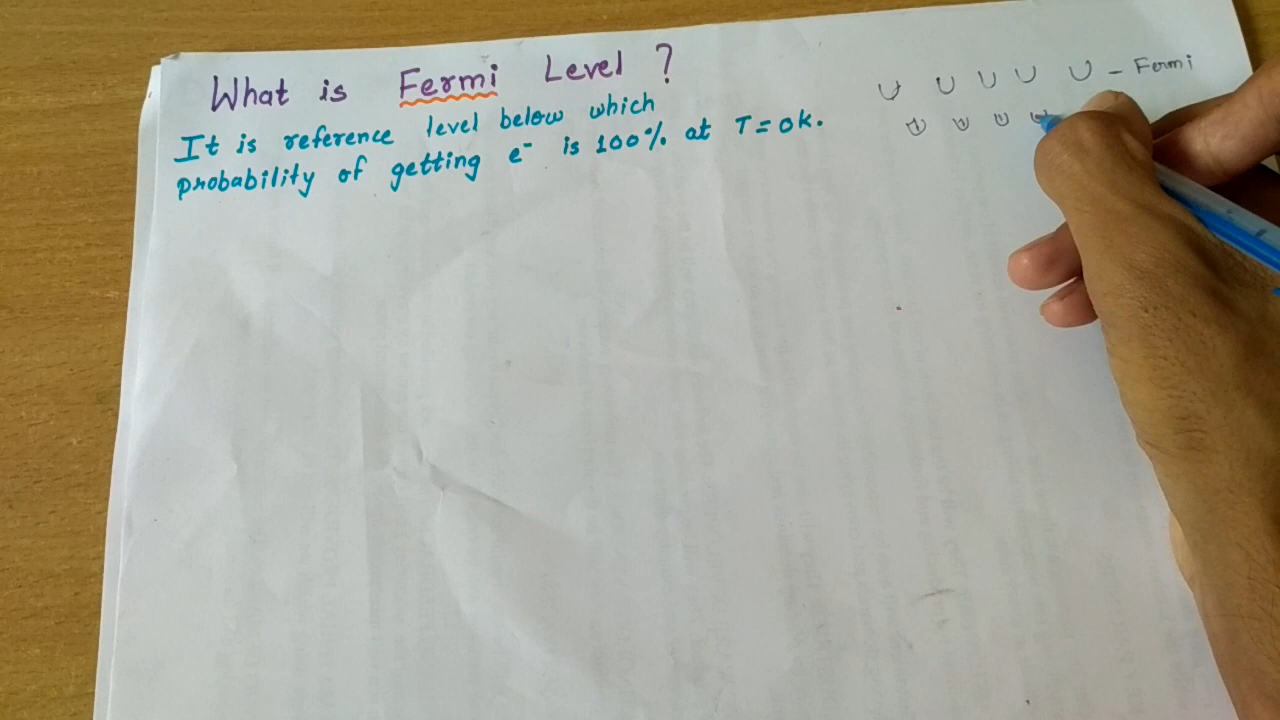 What is Fermi Level ?
It is reference level below which
probability of getting e⁻ is 100% at T=0K.
– Fermi